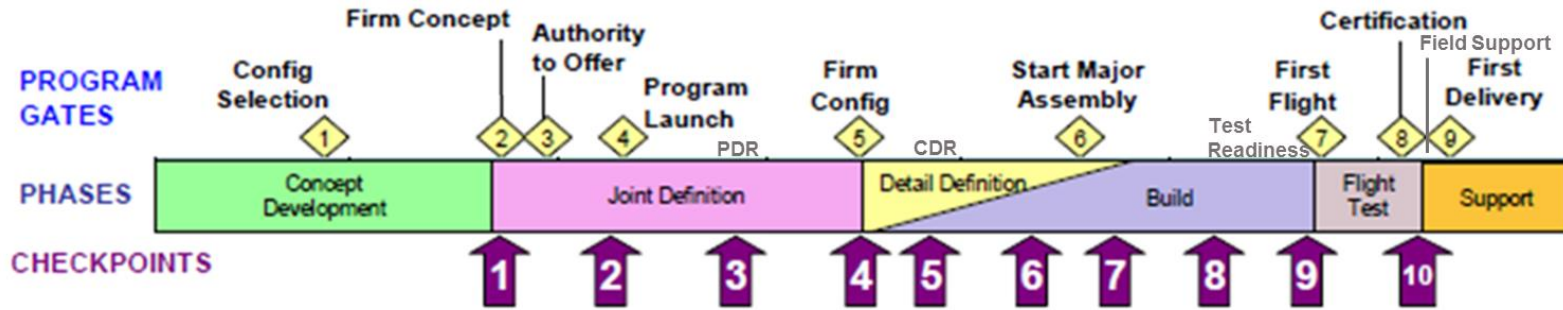 Firm Concept
Certification
Authority
to Offer
Field Support
PROGRAM
GATES
Config
Selection
Program
Launch
Firm
Config
Start Major
Assembly
First
Flight
First
Delivery
1
2
3
4
PDR
5
CDR
6
Test
Readiness
7
8
9
PHASES
Concept
Development
Joint Definition
Detail Definition
Build
Flight
Test
Support
CHECKPOINTS
1
2
3
4
5
6
7
8
9
10